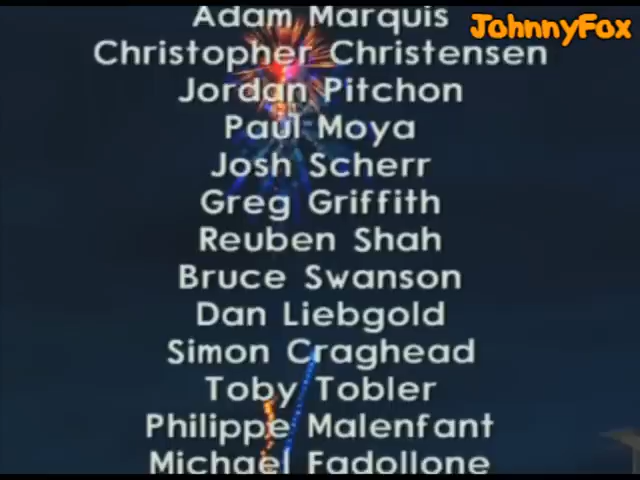 Adam Marquis
JohnnyFox
Christopher Christensen
Jordan Pitchon
Paul Moya
Josh Scherr
Greg Griffith
Reuben Shah
Bruce Swanson
Dan Liebgold
Simon Craghead
Toby Tobler
Philippe Malenfant
Michael Fadollone